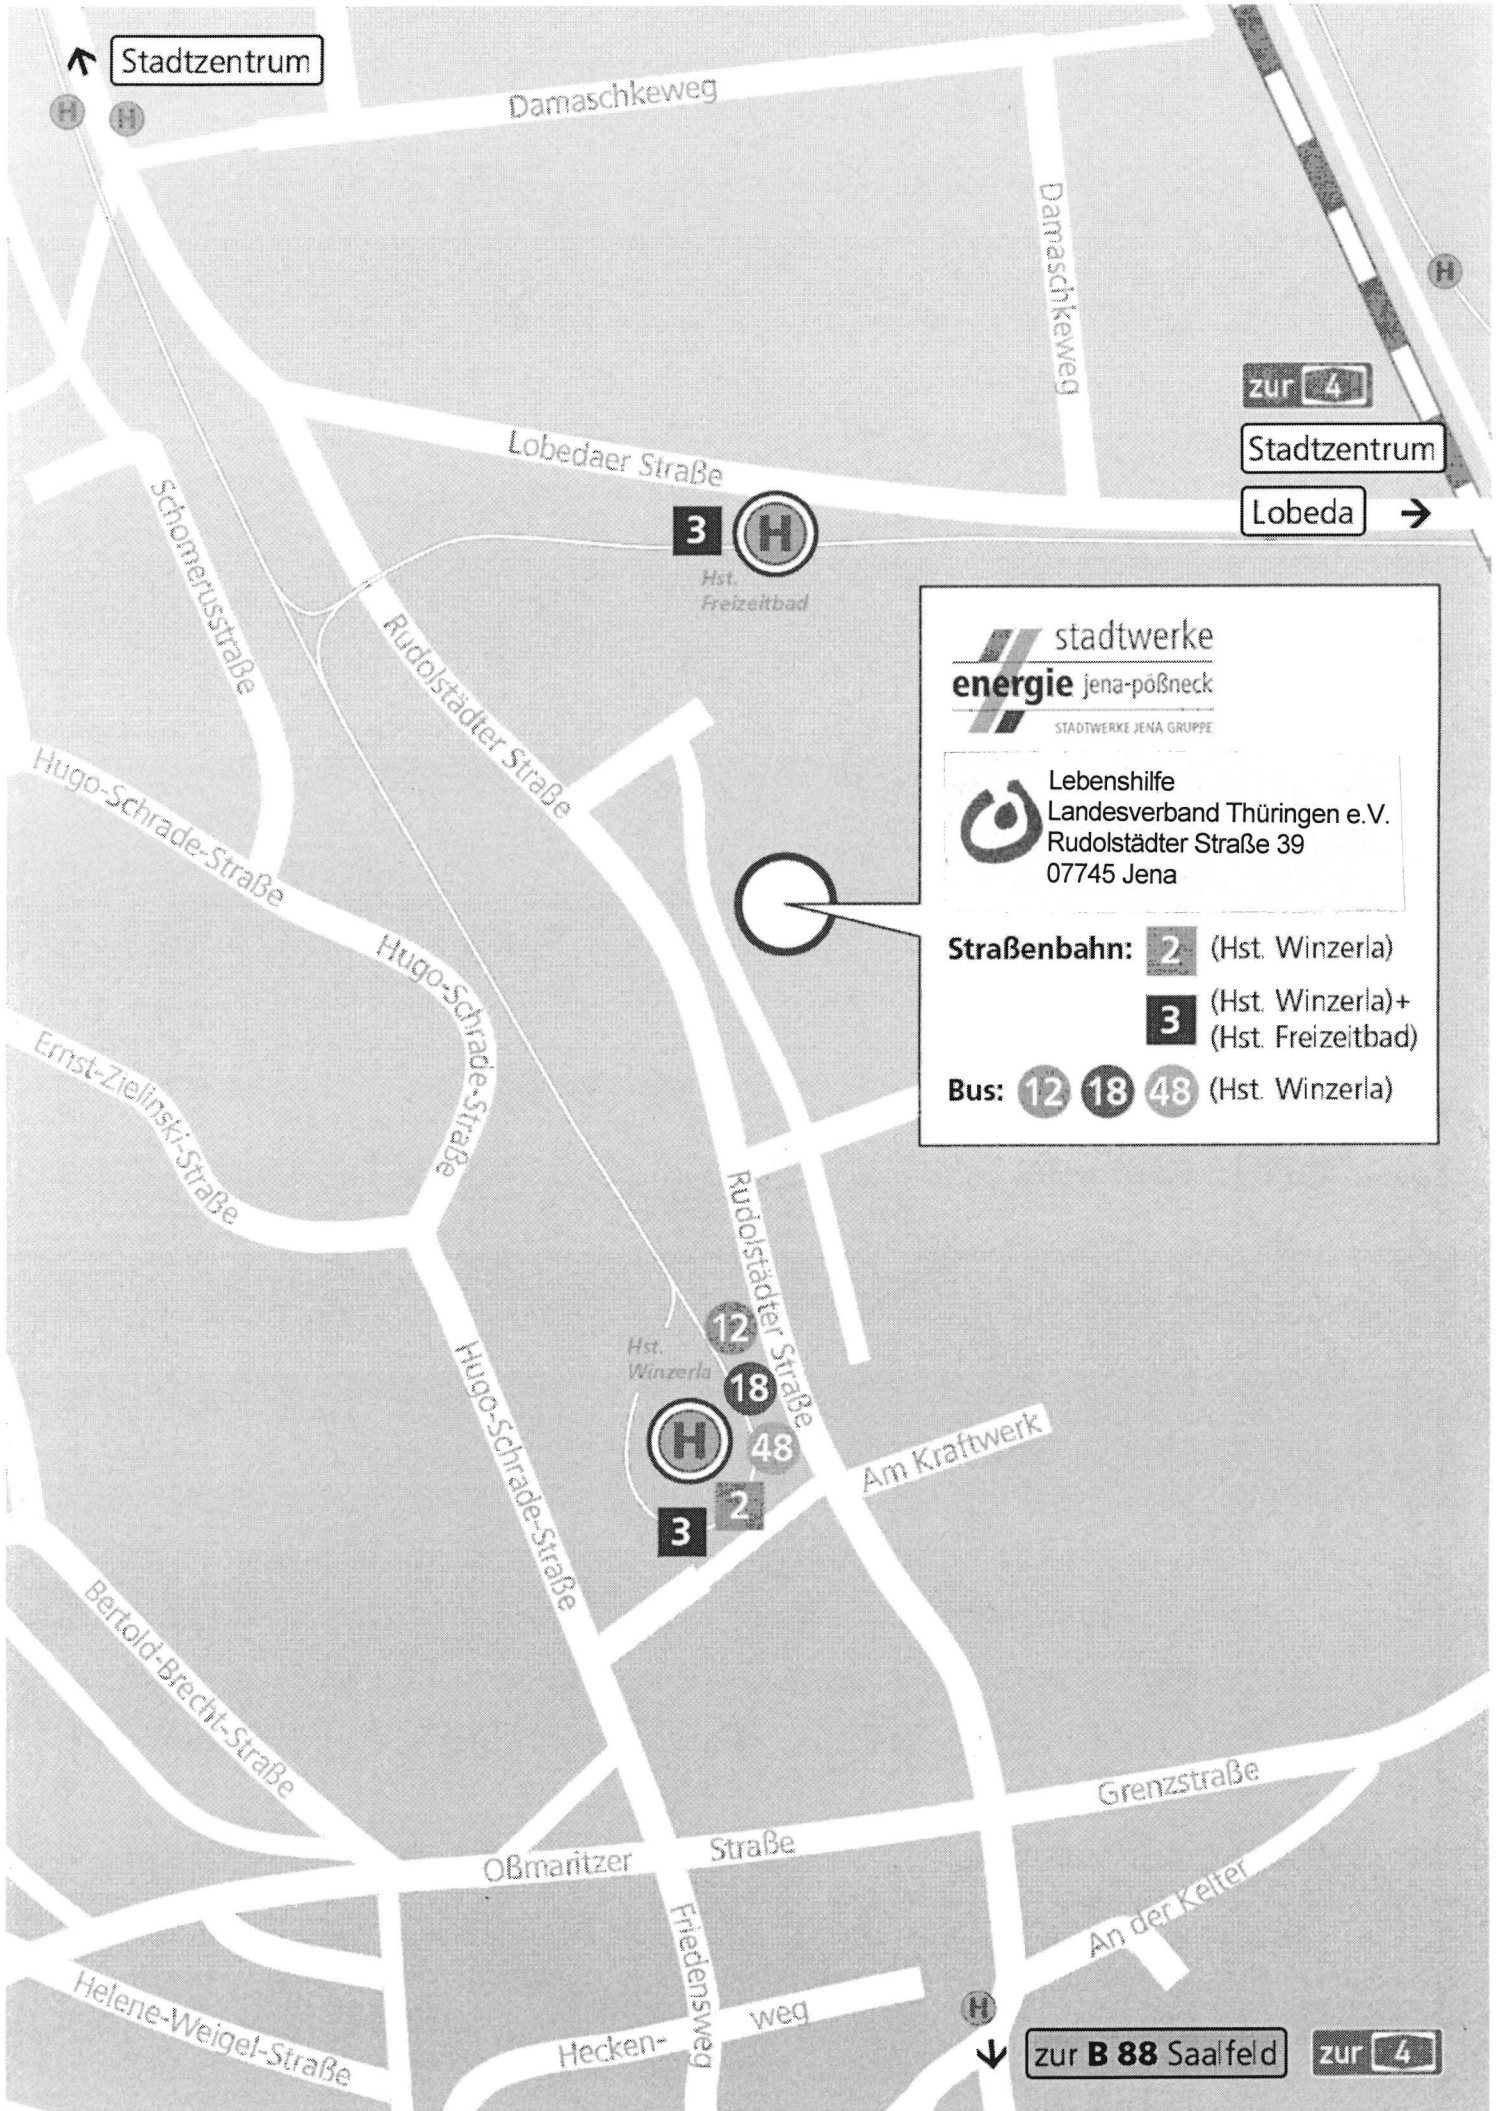 Stadtzentrum
H
H
Damaschkeweg
Damaschkeweg
H
zur 4
Stadtzentrum
Lobeda
Lobedaer Straße
3
H
Hst.
Freizeitbad
Schomerusstraße
Rudolstädter Straße
stadtwerke
energie jena-pößneck
STADTWERKE JENA GRUPPE
Lebenshilfe
Landesverband Thüringen e.V.
Rudolstädter Straße 39
07745 Jena
Straßenbahn: 2 (Hst. Winzerla)
3 (Hst. Winzerla)+
(Hst. Freizeitbad)
Bus: 12 18 48 (Hst. Winzerla)
Hugo-Schrade-Straße
Hugo-Schrade-Straße
Ernst-Zielinski-Straße
Rudolstädter Straße
Hugo-Schrade-Straße
12
Hst.
Winzerla
18
H
48
2
3
Am Kraftwerk
Bertold-Brecht-Straße
Grenzstraße
Oßmaritzer Straße
An der Kelter
Friedensweg
Helene-Weigel-Straße
Hecken-weg
H
zur B 88 Saalfeld
zur 4